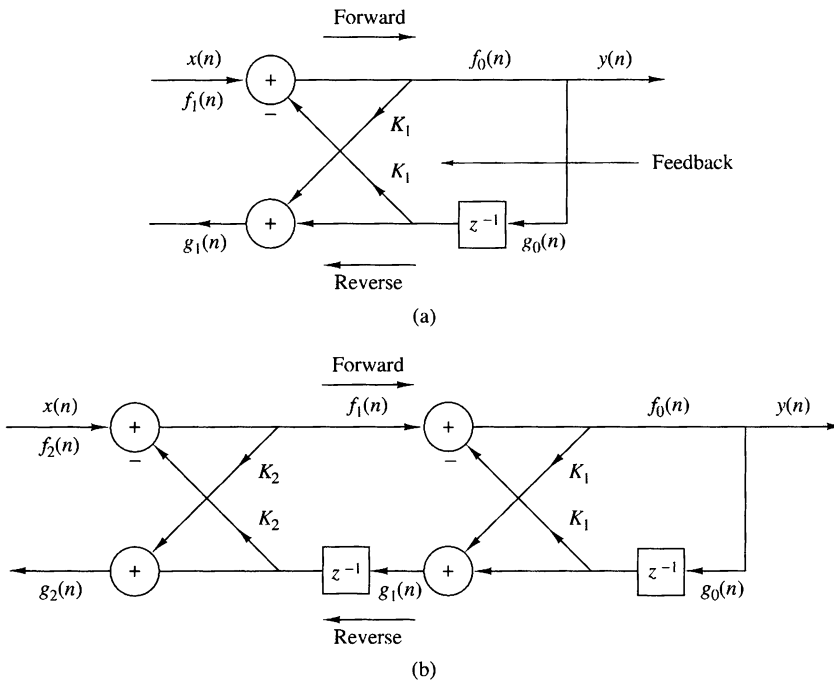 Forward
x(n) f₀(n) y(n)
+
f₁(n)
−
K₁
K₁
Feedback
+
z⁻¹
g₁(n) g₀(n)
Reverse
(a)
Forward
x(n) f₁(n) f₀(n) y(n)
+ +
f₂(n)
− −
K₂ K₁
K₂ K₁
+ z⁻¹ + z⁻¹
g₂(n) g₁(n) g₀(n)
Reverse
(b)